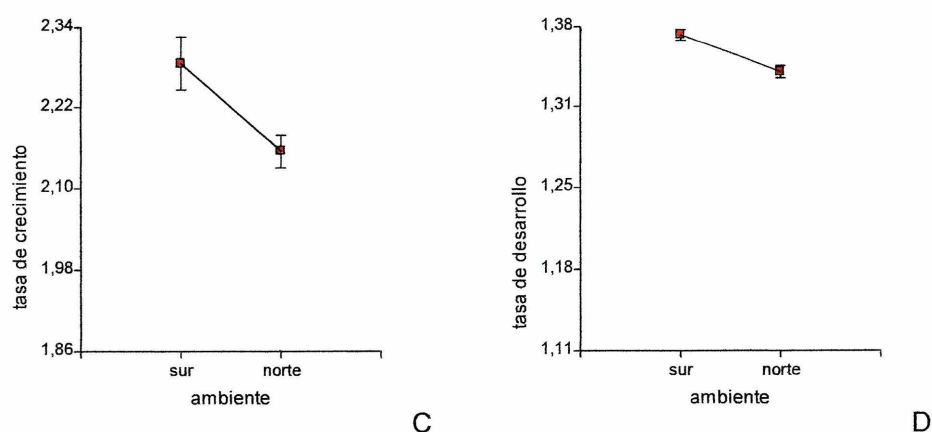 tasa de crecimiento
2,34
2,22
2,10
1,98
1,86
sur norte
ambiente
C
tasa de desarrollo
1,38
1,31
1,25
1,18
1,11
sur norte
ambiente
D